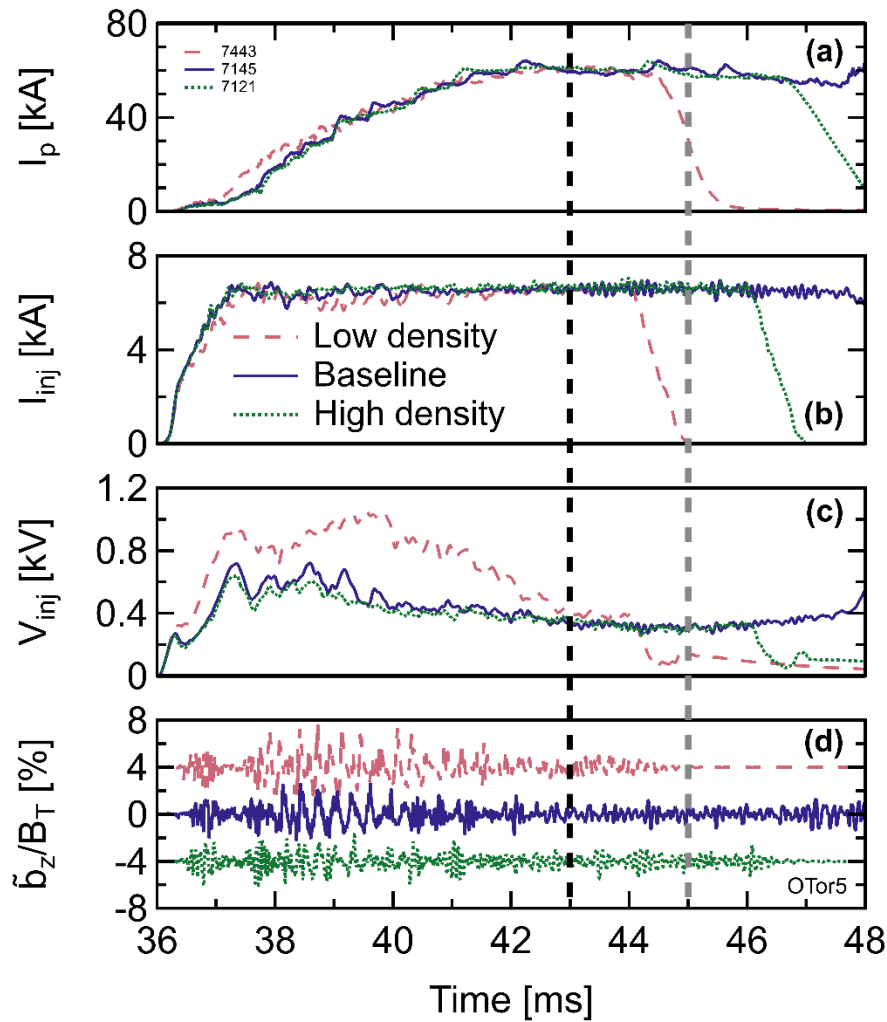 80
40
0
I_p [kA]
7443
7145
7121
(a)
8
4
0
I_inj [kA]
Low density
Baseline
High density
(b)
1.2
0.8
0.4
0
V_inj [kV]
(c)
8
4
0
-4
-8
b̃_Z/B_T [%]
(d)
OTor5
36 38 40 42 44 46 48
Time [ms]